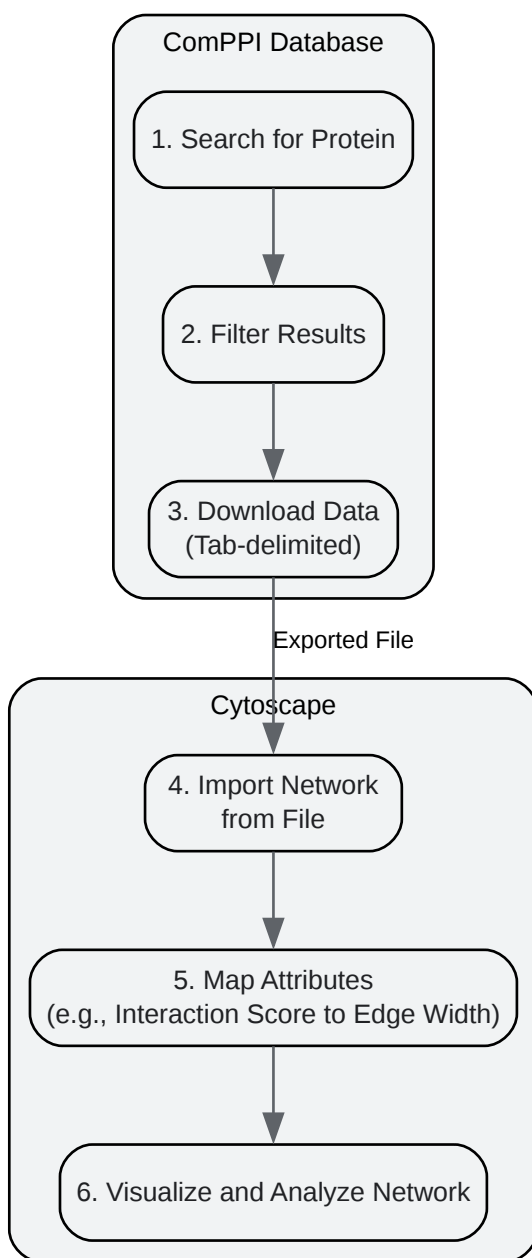 ComPPI Database
1. Search for Protein
2. Filter Results
3. Download Data
(Tab-delimited)
Exported File
Cytoscape
4. Import Network
from File
5. Map Attributes
(e.g., Interaction Score to Edge Width)
6. Visualize and Analyze Network